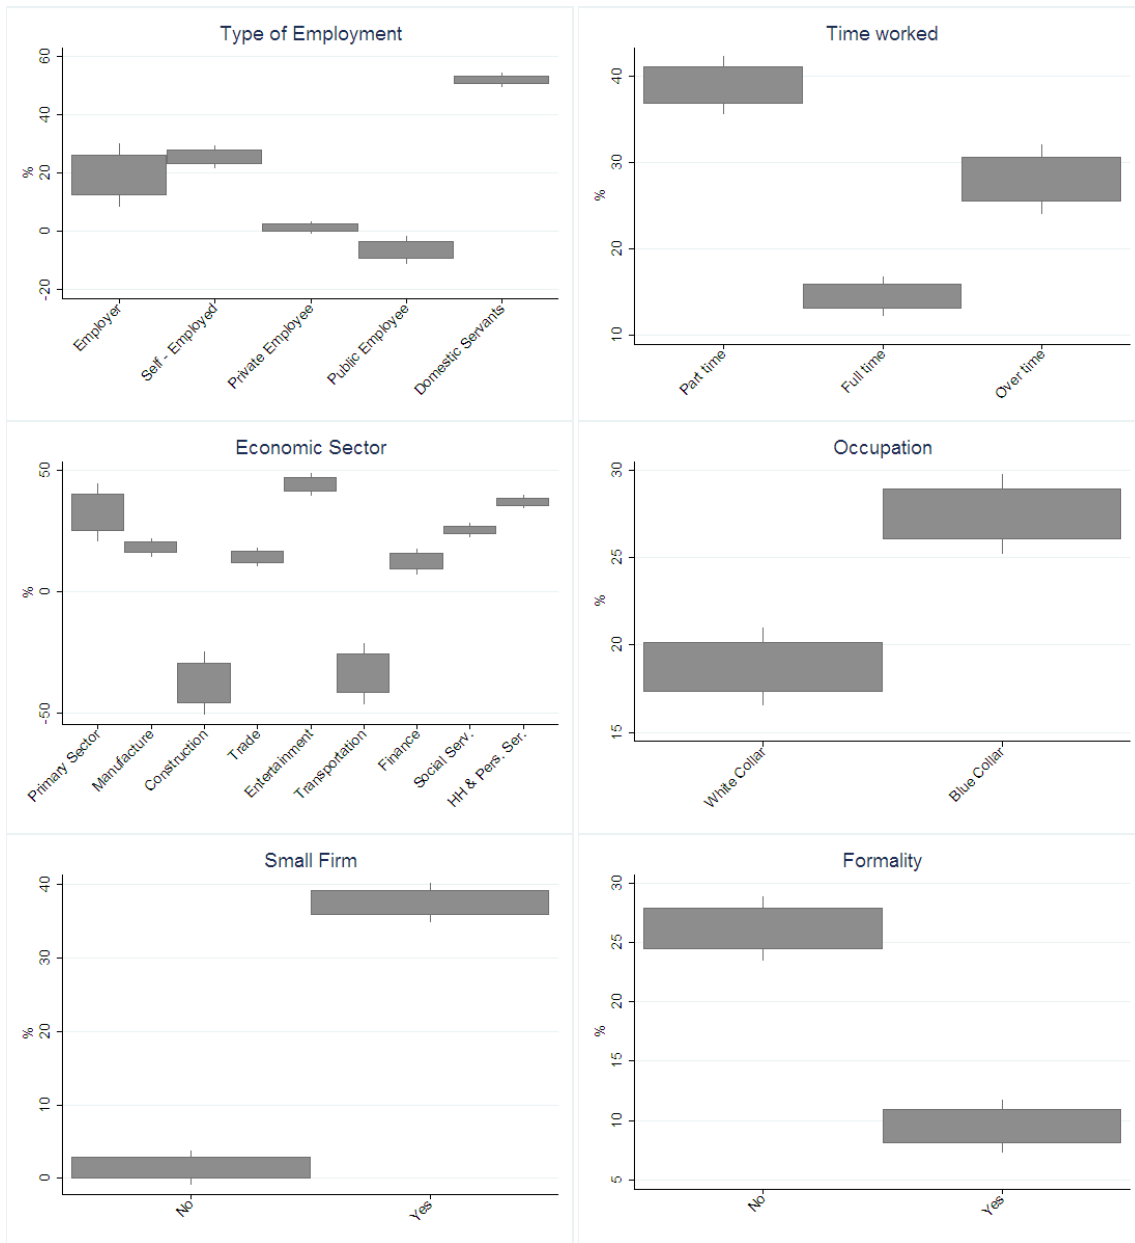 Type of Employment
%
60
40
20
0
-20
Employer
Self - Employed
Private Employee
Public Employee
Domestic Servants
Time worked
%
40
30
20
10
Part time
Full time
Over time
Economic Sector
%
50
0
-50
Primary Sector
Manufacture
Construction
Trade
Entertainment
Transportation
Finance
Social Serv.
HH & Pers. Ser.
Occupation
%
30
25
20
15
White Collar
Blue Collar
Small Firm
%
40
30
20
10
0
No
Yes
Formality
%
30
25
20
15
10
5
No
Yes